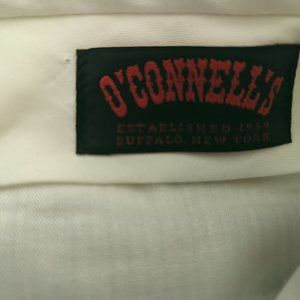 O'CONNELL'S
ESTABLISHED 1959
BUFFALO, NEW YORK